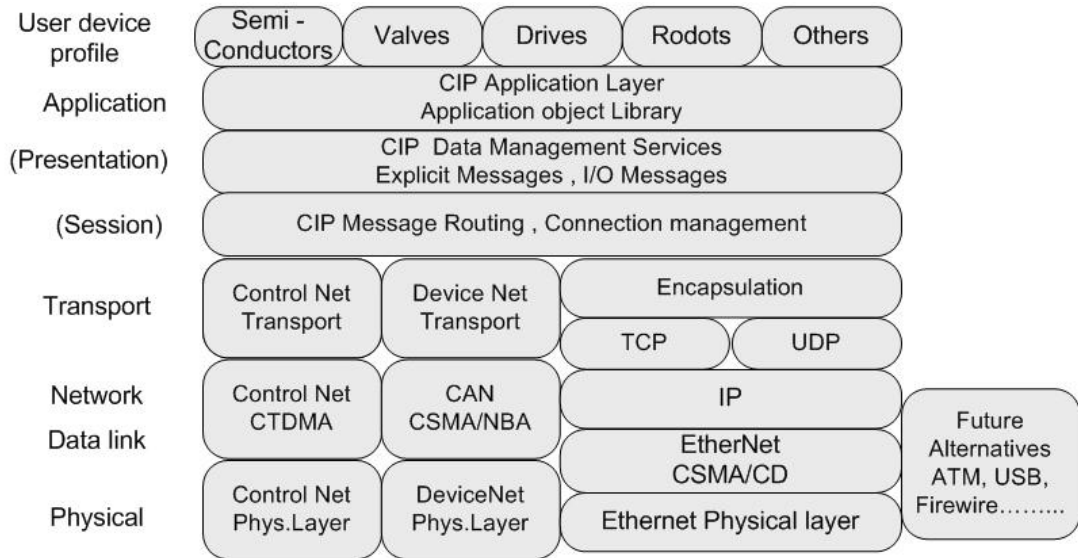 User device
profile
Semi -
Conductors
Valves
Drives
Rodots
Others
Application
CIP Application Layer
Application object Library
(Presentation)
CIP Data Management Services
Explicit Messages , I/O Messages
(Session)
CIP Message Routing , Connection management
Transport
Control Net
Transport
Device Net
Transport
Encapsulation
TCP
UDP
Network
Data link
Control Net
CTDMA
CAN
CSMA/NBA
IP
EtherNet
CSMA/CD
Future
Alternatives
ATM, USB,
Firewire……...
Physical
Control Net
Phys.Layer
DeviceNet
Phys.Layer
Ethernet Physical layer